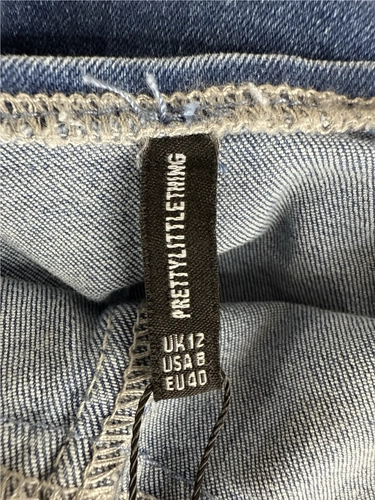 PRETTYLITTLETHING
UK 12
USA 8
EU 40